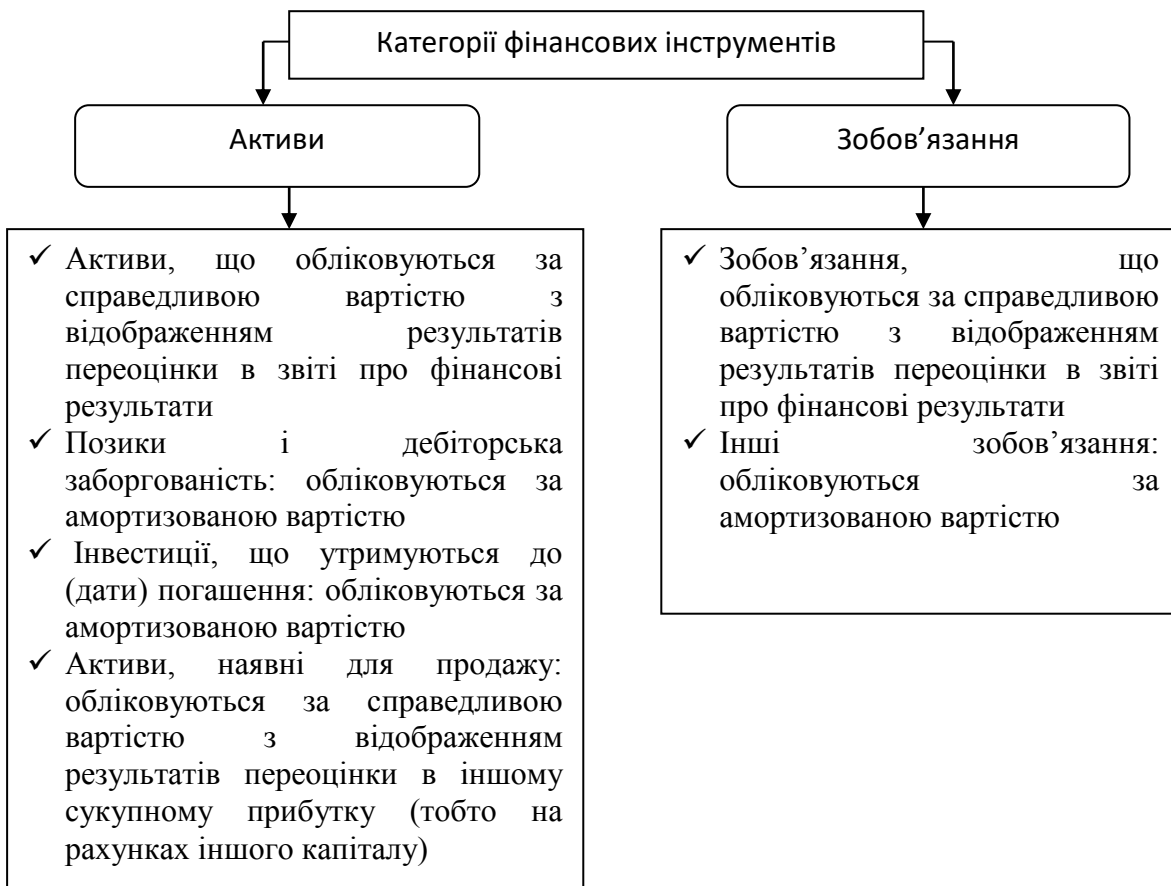 Категорії фінансових інструментів
Активи
Зобов’язання
✓ Активи, що обліковуються за
справедливою вартістю з
відображенням результатів
переоцінки в звіті про фінансові
результати
✓ Позики і дебіторська
заборгованість: обліковуються за
амортизованою вартістю
✓ Інвестиції, що утримуються до
(дати) погашення: обліковуються за
амортизованою вартістю
✓ Активи, наявні для продажу:
обліковуються за справедливою
вартістю з відображенням
результатів переоцінки в іншому
сукупному прибутку (тобто на
рахунках іншого капіталу)
✓ Зобов’язання, що
обліковуються за справедливою
вартістю з відображенням
результатів переоцінки в звіті
про фінансові результати
✓ Інші зобов’язання:
обліковуються за
амортизованою вартістю